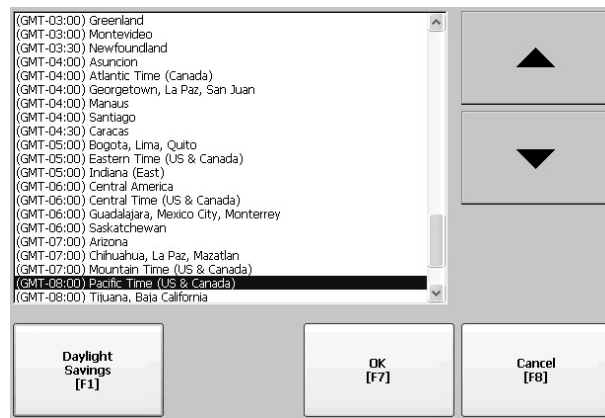 (GMT-03:00) Greenland
(GMT-03:00) Montevideo
(GMT-03:30) Newfoundland
(GMT-04:00) Asuncion
(GMT-04:00) Atlantic Time (Canada)
(GMT-04:00) Georgetown, La Paz, San Juan
(GMT-04:00) Manaus
(GMT-04:00) Santiago
(GMT-04:30) Caracas
(GMT-05:00) Bogota, Lima, Quito
(GMT-05:00) Eastern Time (US & Canada)
(GMT-05:00) Indiana (East)
(GMT-06:00) Central America
(GMT-06:00) Central Time (US & Canada)
(GMT-06:00) Guadalajara, Mexico City, Monterrey
(GMT-06:00) Saskatchewan
(GMT-07:00) Arizona
(GMT-07:00) Chihuahua, La Paz, Mazatlan
(GMT-07:00) Mountain Time (US & Canada)
(GMT-08:00) Pacific Time (US & Canada)
(GMT-08:00) Tijuana, Baja California
Daylight
Savings
[F1]
OK
[F7]
Cancel
[F8]